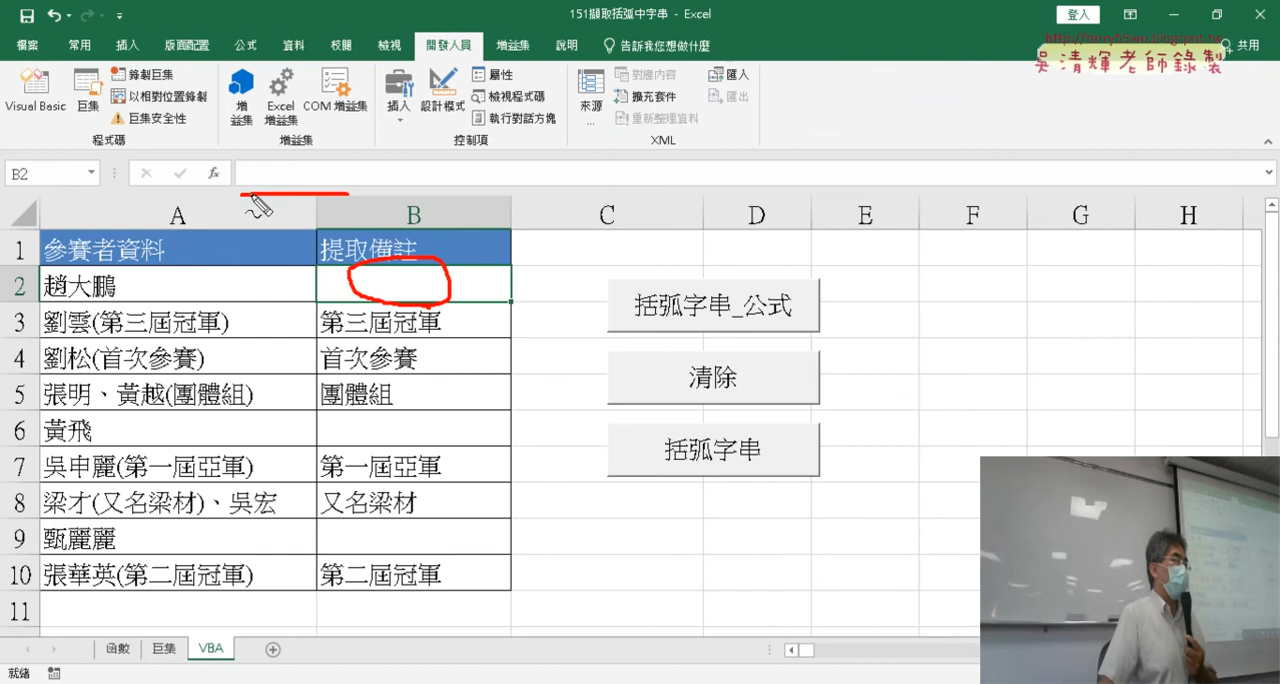 151擷取括弧中字串 - Excel
登入
檔案 常用 插入 版面配置 公式 資料 校閱 檢視 開發人員 增益集 說明 告訴我您想做什麼 共用
http://terry55wu.blogspot.tw
吳清輝老師錄製
Visual Basic 巨集 錄製巨集 以相對位置錄製 巨集安全性
程式碼
增益集 Excel 增益集 COM 增益集
增益集
插入 設計模式 屬性 檢視程式碼 執行對話方塊
控制項
來源... 對應內容 擴充套件 重新整理資料 匯入 匯出
XML
B2 fx
A B C D E F G H
1 參賽者資料 提取備註
2 趙大鵬
3 劉雲(第三屆冠軍) 第三屆冠軍
4 劉松(首次參賽) 首次參賽
5 張明、黃越(團體組) 團體組
6 黃飛
7 吳申麗(第一屆亞軍) 第一屆亞軍
8 梁才(又名梁材)、吳宏 又名梁材
9 甄麗麗
10 張華英(第二屆冠軍) 第二屆冠軍
11
括弧字串_公式
清除
括弧字串
函數 巨集 VBA
就緒